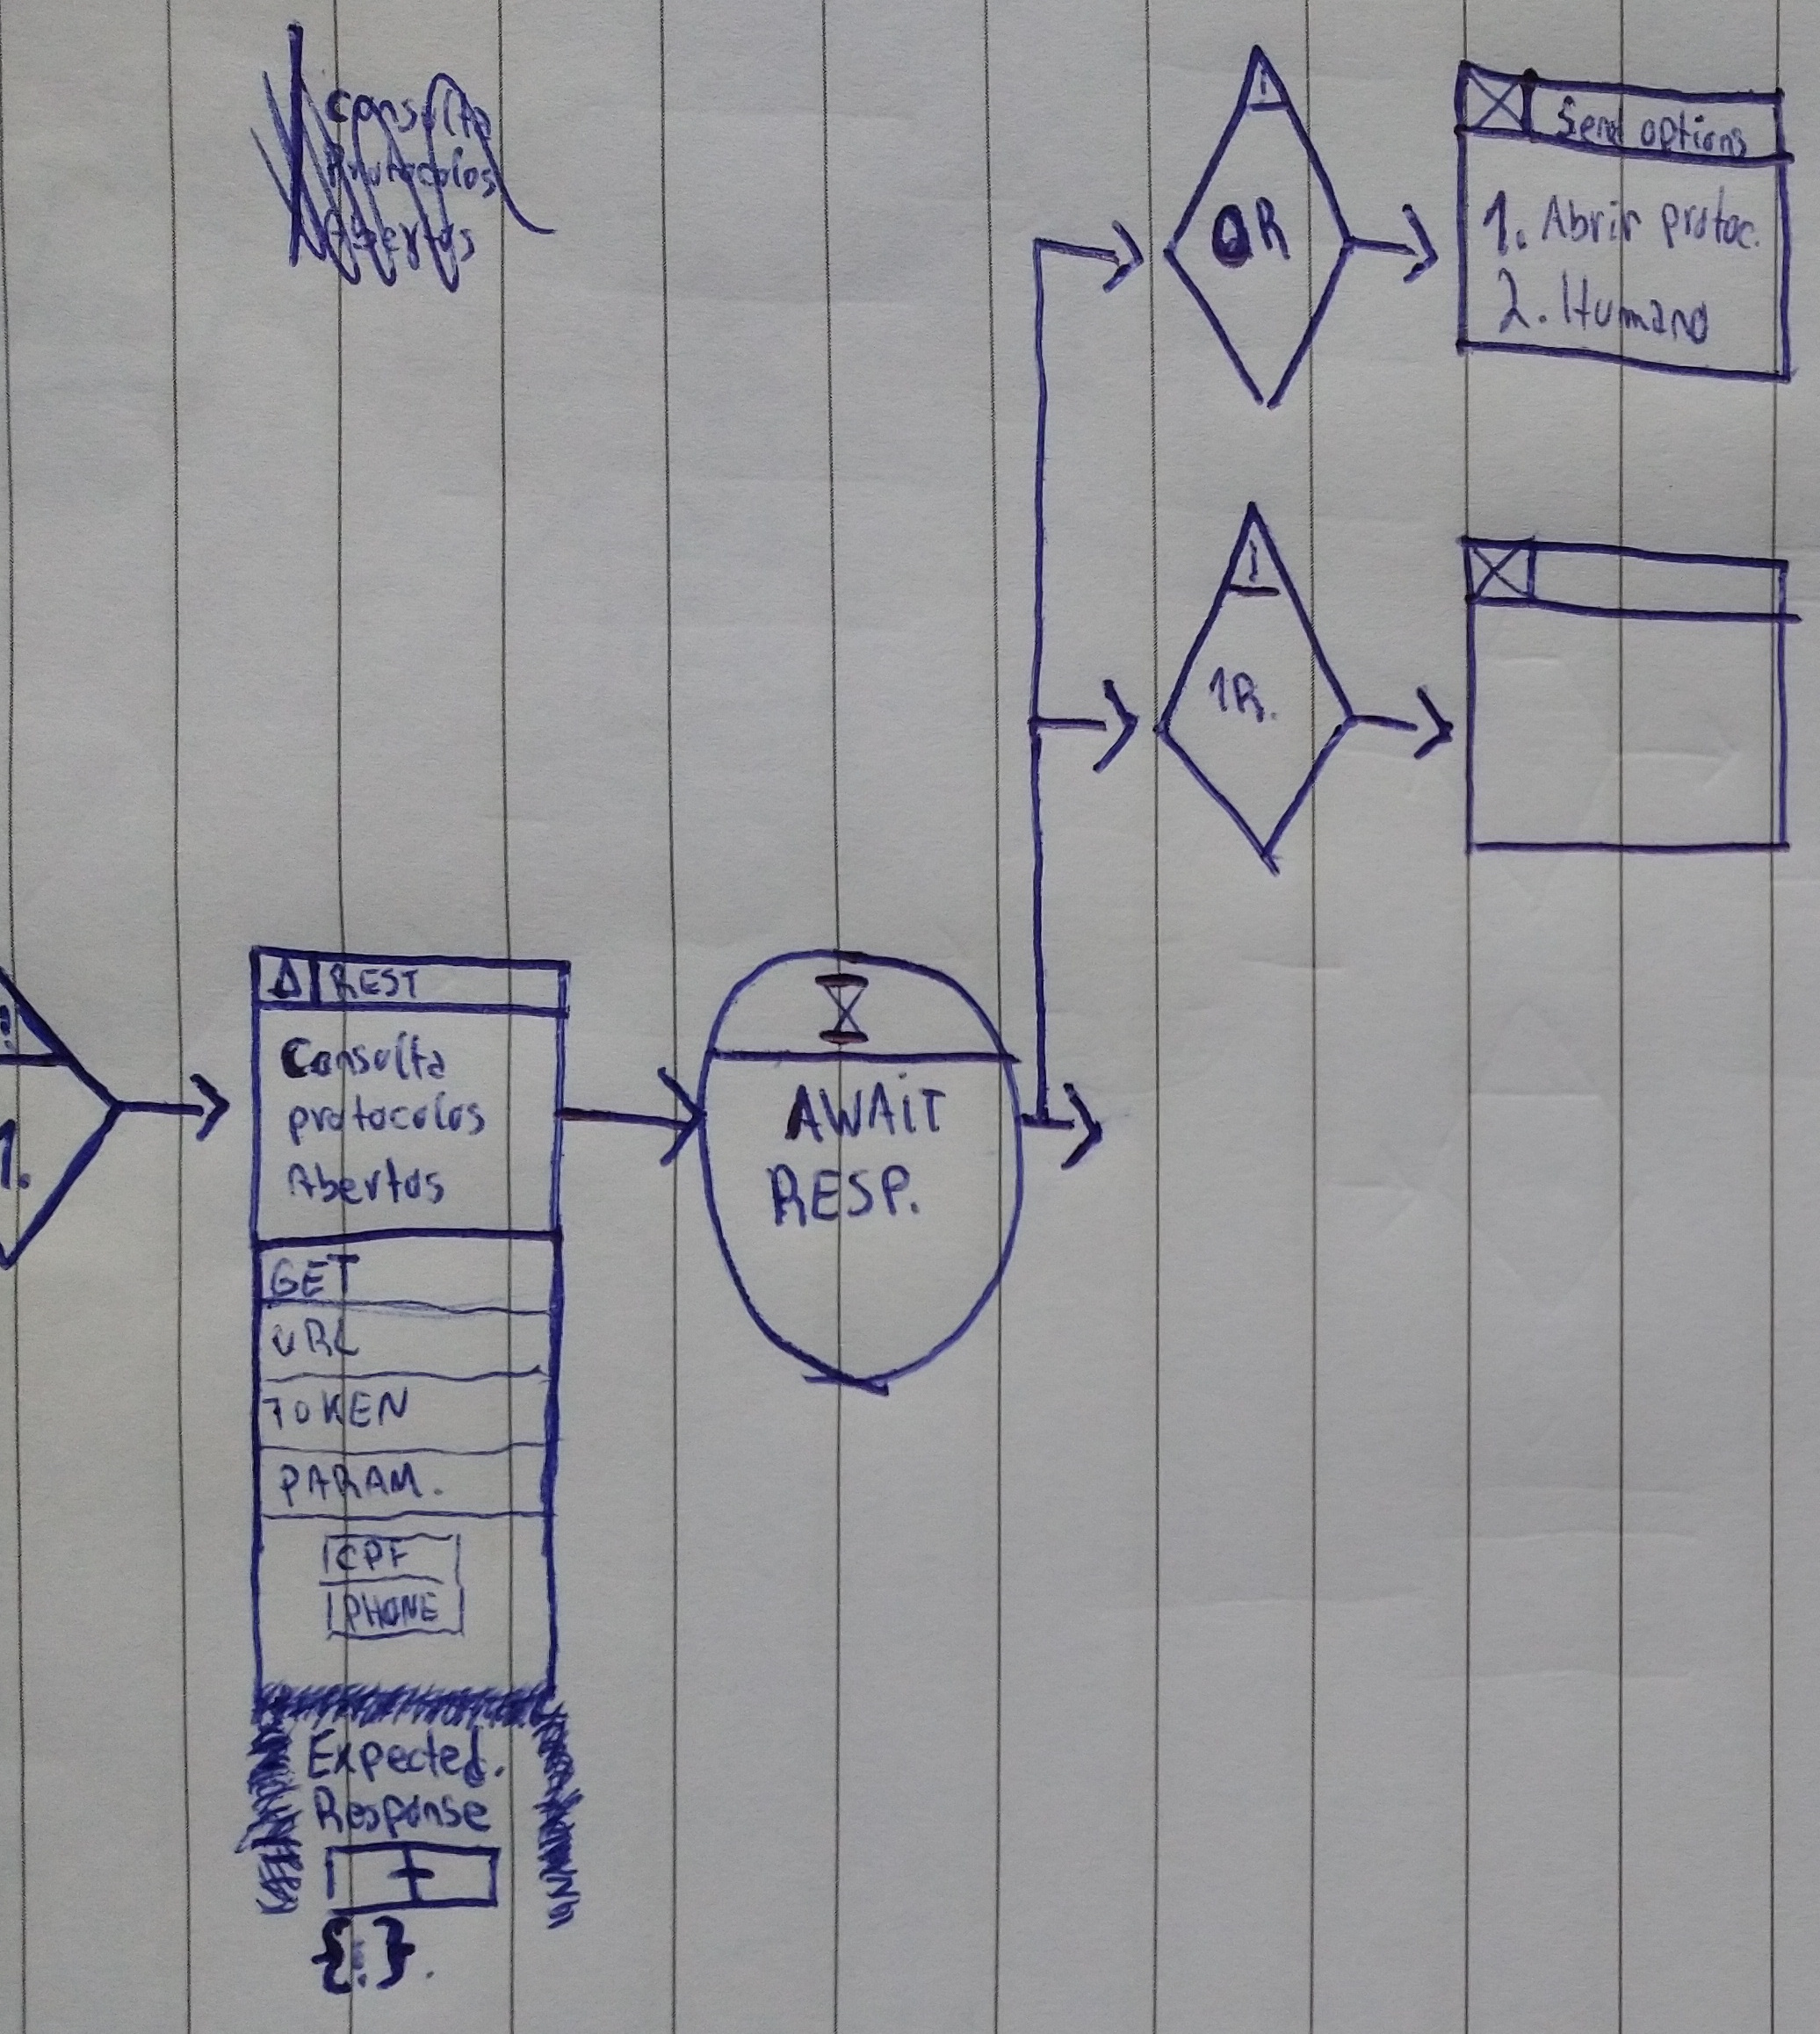 Consulta
Protocolos
Abertos
!
0R
Send options
1. Abrir protoc.
2. Humano
!
1R.
1.
Δ REST
Consulta
protocolos
Abertos
GET
URL
TOKEN
PARAM.
CPF
PHONE
Expected.
Response
+
{:}.
AWAIT
RESP.